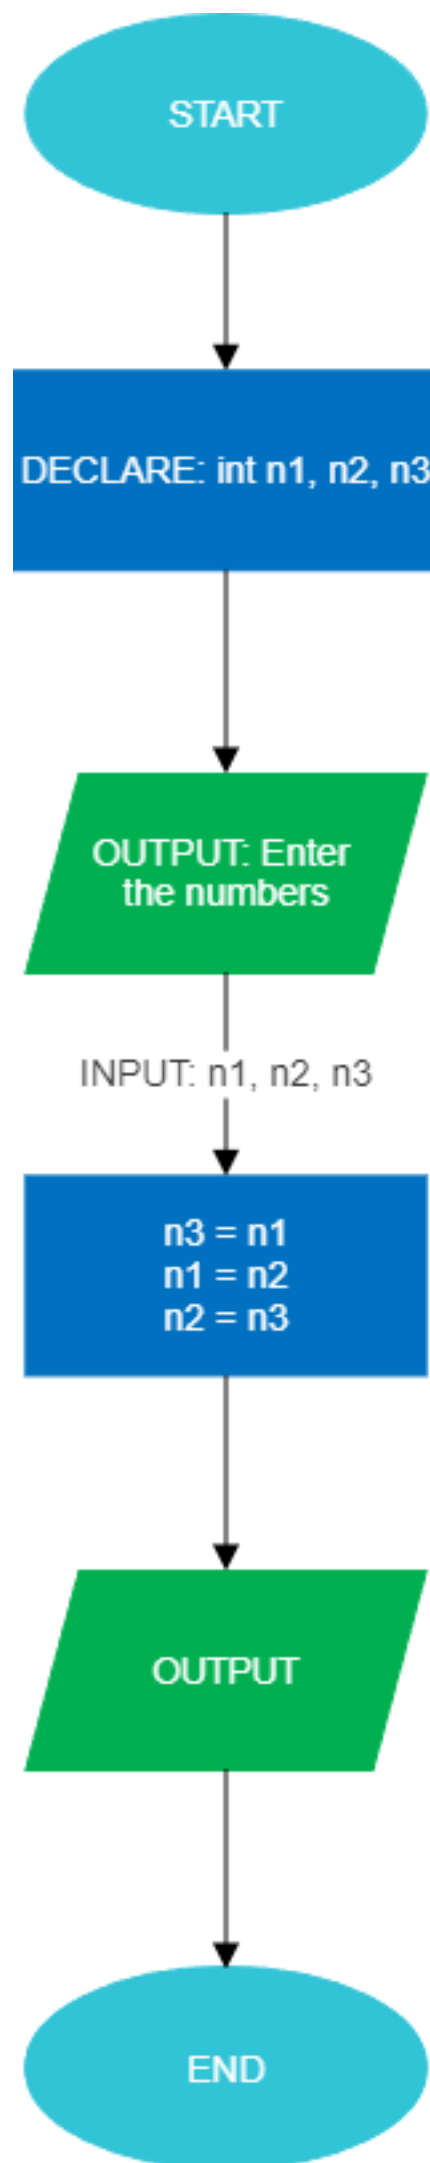 START
DECLARE: int n1, n2, n3
OUTPUT: Enter
the numbers
INPUT: n1, n2, n3
n3 = n1
n1 = n2
n2 = n3
OUTPUT
END